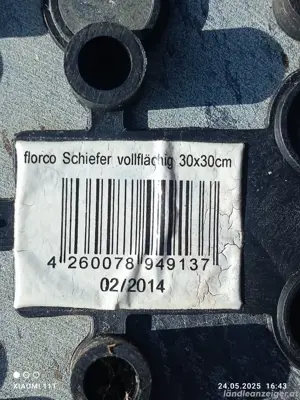 florco Schiefer vollflächig 30x30cm
4 260078 949137
02/2014
XIAOMI 11T
24.05.2025 16:43
ländleanzeiger.at